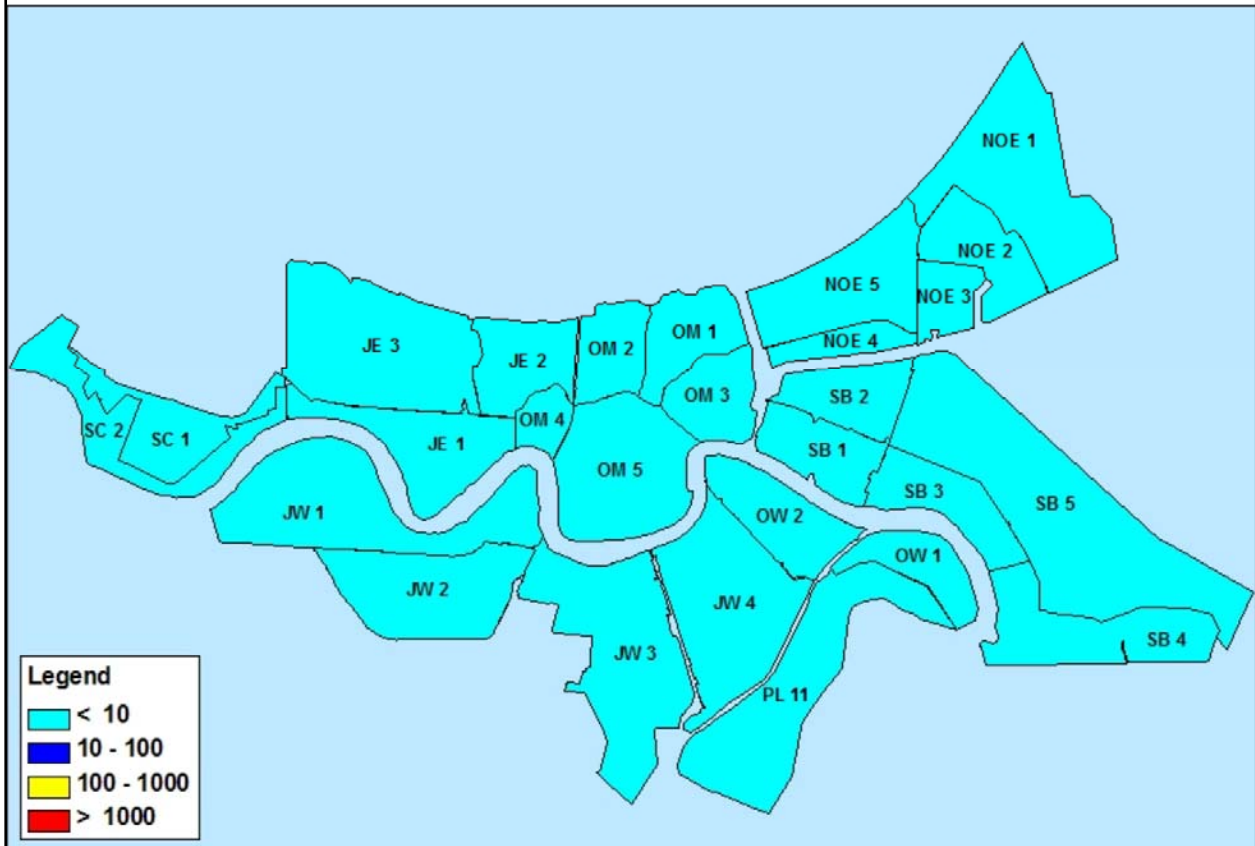 NOE 1
NOE 2
NOE 5
NOE 3
OM 1
NOE 4
JE 3
OM 2
JE 2
OM 3
SB 2
OM 4
SC 2
SC 1
JE 1
SB 1
OM 5
SB 3
SB 5
JW 1
OW 2
OW 1
JW 2
JW 4
SB 4
JW 3
PL 11
Legend
< 10
10 - 100
100 - 1000
> 1000